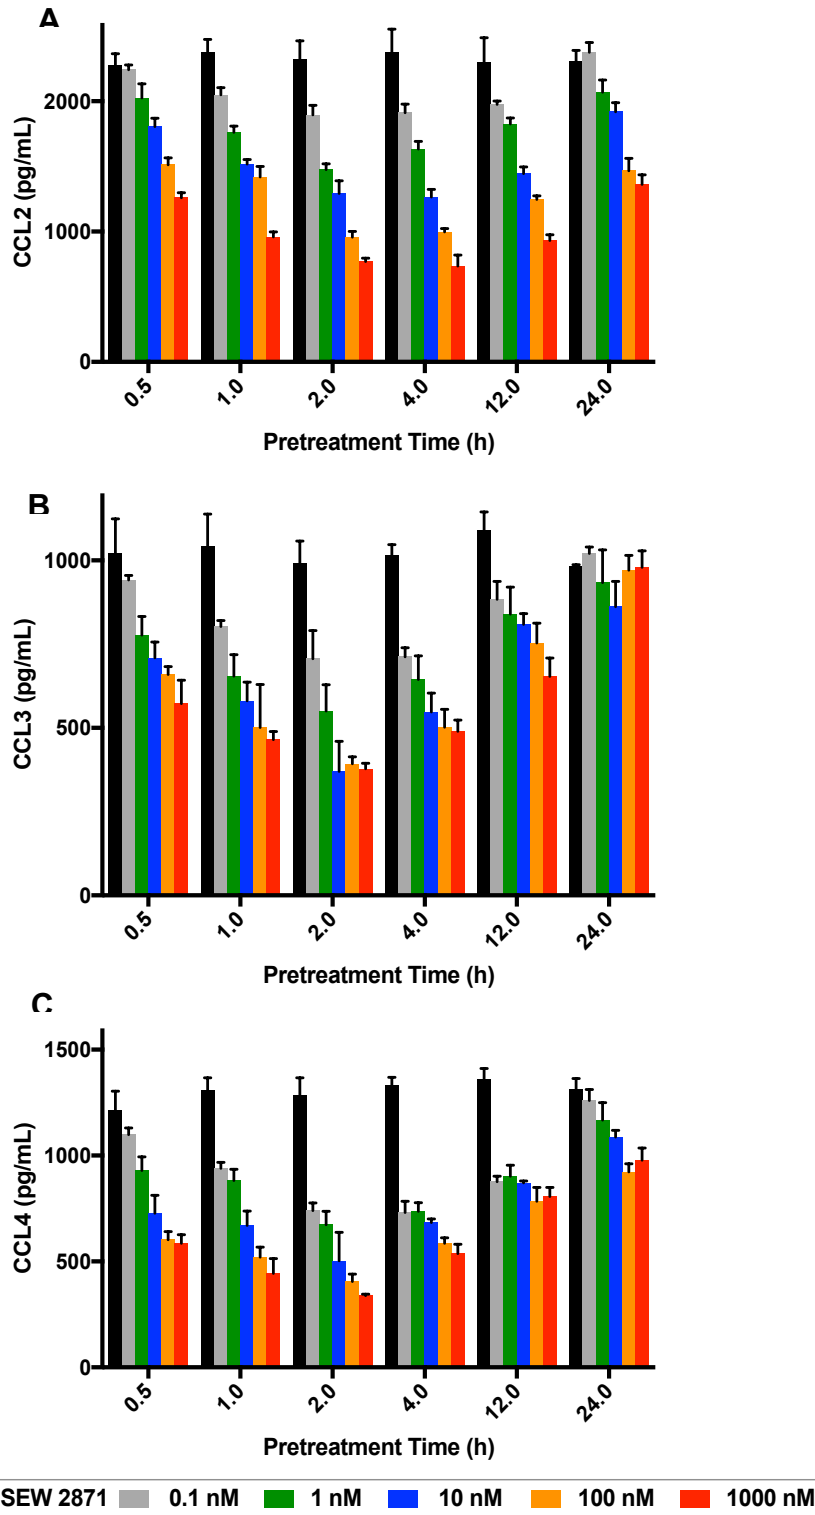 A
CCL2 (pg/mL)
2000
1000
0
0.5 1.0 2.0 4.0 12.0 24.0
Pretreatment Time (h)
B
CCL3 (pg/mL)
1000
500
0
0.5 1.0 2.0 4.0 12.0 24.0
Pretreatment Time (h)
C
CCL4 (pg/mL)
1500
1000
500
0
0.5 1.0 2.0 4.0 12.0 24.0
Pretreatment Time (h)
SEW 2871 0.1 nM 1 nM 10 nM 100 nM 1000 nM